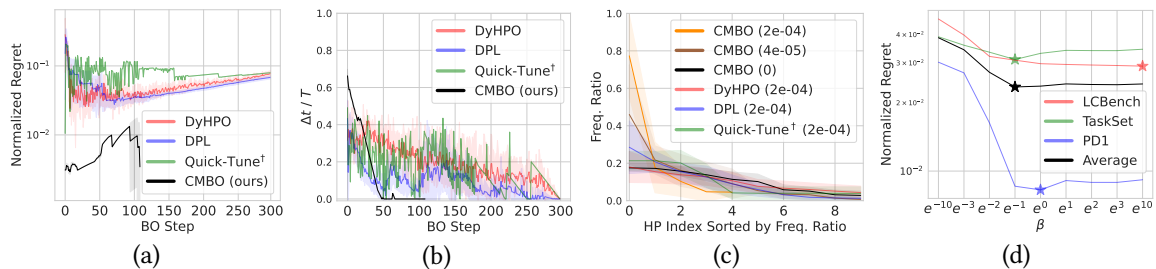 Normalized Regret
10⁻¹
10⁻²
0 50 100 150 200 250 300
BO Step
DyHPO
DPL
Quick-Tune†
CMBO (ours)
(a)
Δt / T
1.0
0.8
0.6
0.4
0.2
0.0
0 50 100 150 200 250 300
BO Step
DyHPO
DPL
Quick-Tune†
CMBO (ours)
(b)
Freq. Ratio
1.0
0.8
0.6
0.4
0.2
0.0
0 2 4 6 8
HP Index Sorted by Freq. Ratio
CMBO (2e-04)
CMBO (4e-05)
CMBO (0)
DyHPO (2e-04)
DPL (2e-04)
Quick-Tune† (2e-04)
(c)
Normalized Regret
4×10⁻²
3×10⁻²
2×10⁻²
10⁻²
e⁻¹⁰ e⁻³ e⁻² e⁻¹ e⁰ e¹ e² e³ e¹⁰
β
LCBench
TaskSet
PD1
Average
(d)